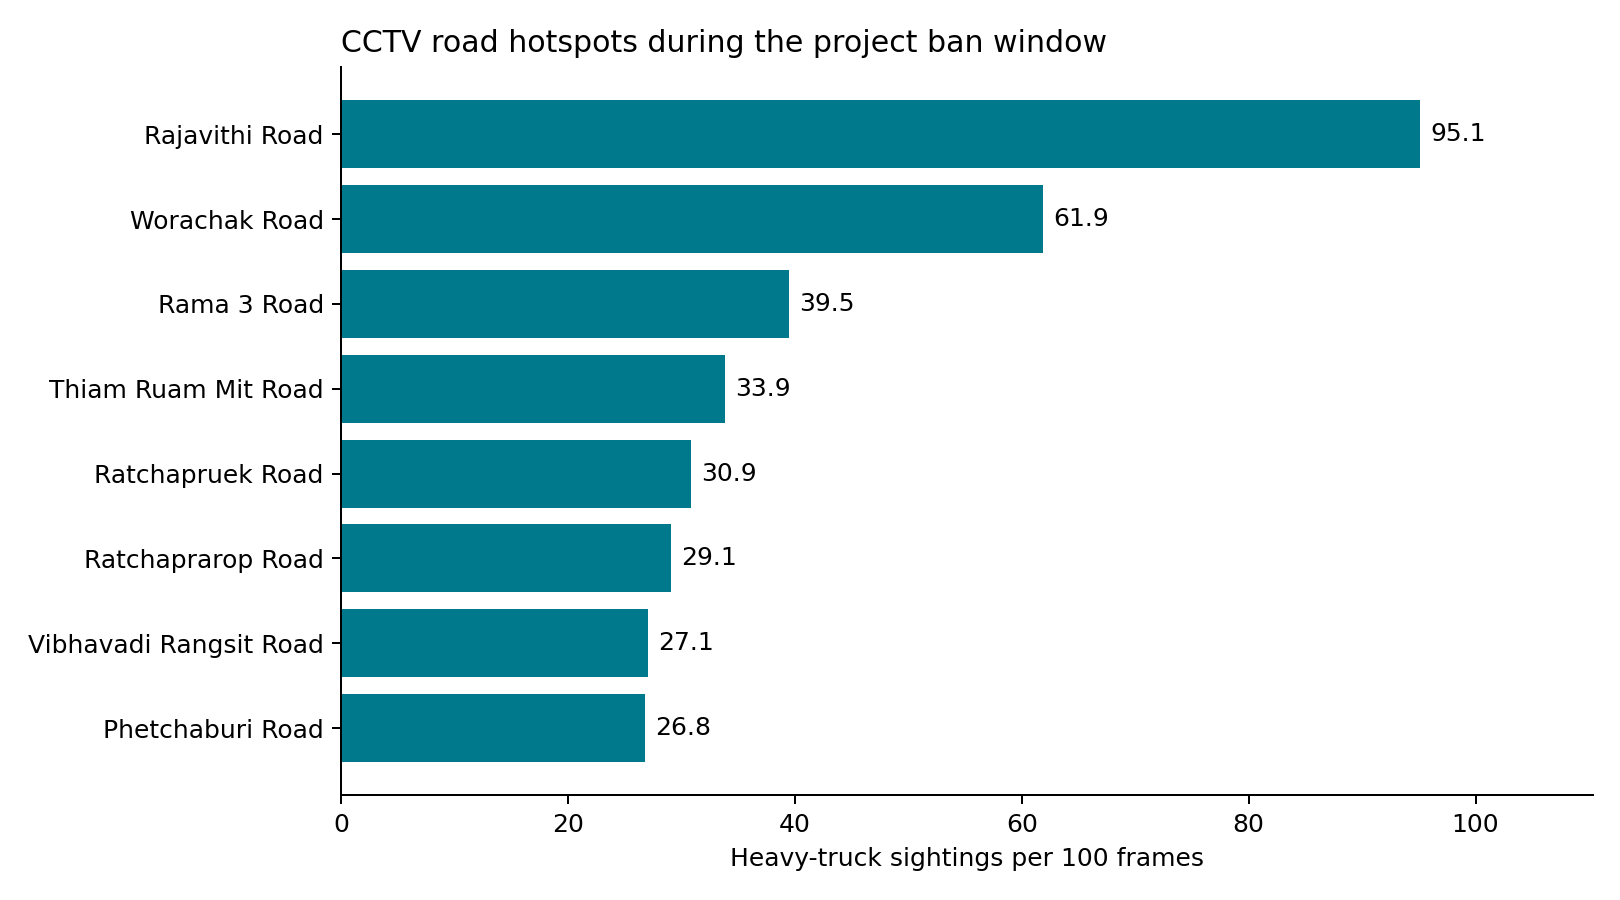 CCTV road hotspots during the project ban window
Rajavithi Road 95.1
Worachak Road 61.9
Rama 3 Road 39.5
Thiam Ruam Mit Road 33.9
Ratchapruek Road 30.9
Ratchaprarop Road 29.1
Vibhavadi Rangsit Road 27.1
Phetchaburi Road 26.8
0 20 40 60 80 100
Heavy-truck sightings per 100 frames